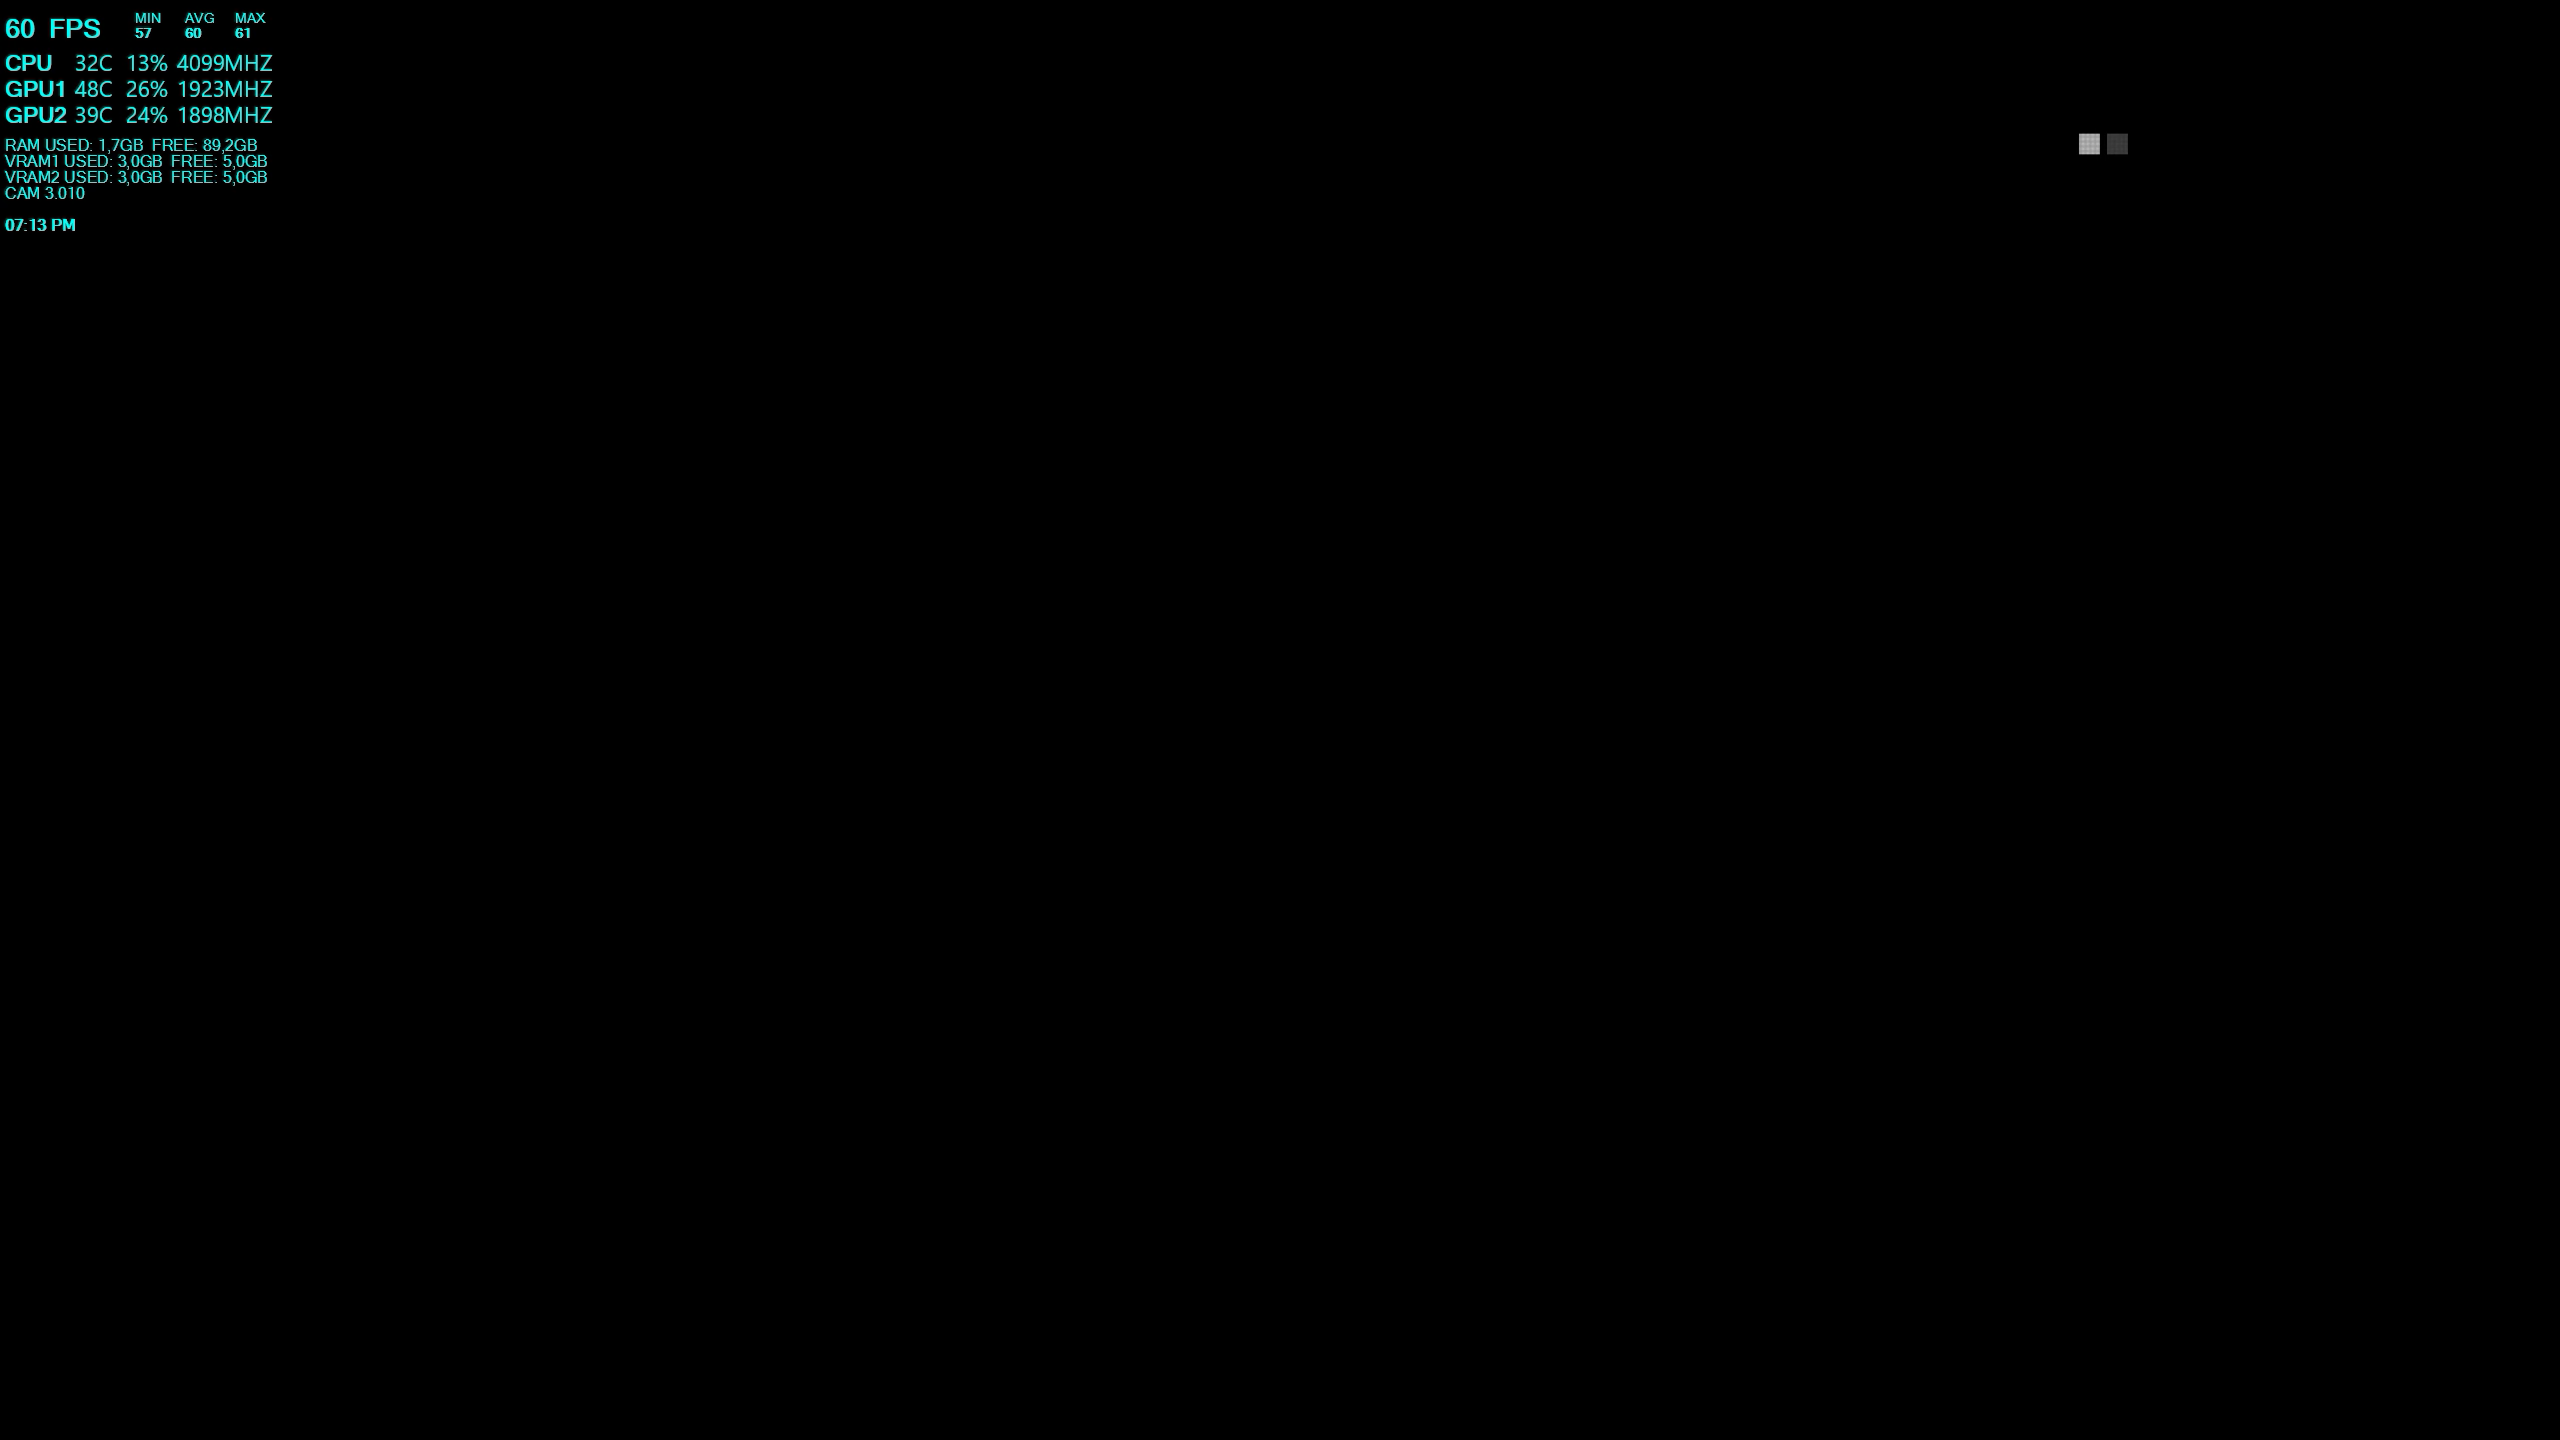 60 FPS MIN AVG MAX
57 60 61
CPU 32C 13% 4099MHZ
GPU1 48C 26% 1923MHZ
GPU2 39C 24% 1898MHZ
RAM USED: 1,7GB FREE: 89,2GB
VRAM1 USED: 3,0GB FREE: 5,0GB
VRAM2 USED: 3,0GB FREE: 5,0GB
CAM 3.010
07:13 PM